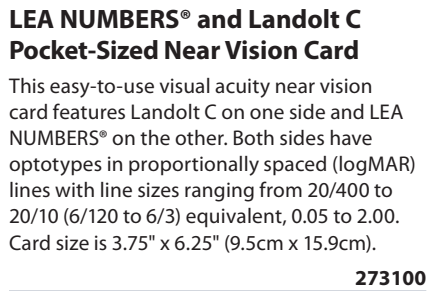 LEA NUMBERS® and Landolt C
Pocket-Sized Near Vision Card
This easy-to-use visual acuity near vision
card features Landolt C on one side and LEA
NUMBERS® on the other. Both sides have
optotypes in proportionally spaced (logMAR)
lines with line sizes ranging from 20/400 to
20/10 (6/120 to 6/3) equivalent, 0.05 to 2.00.
Card size is 3.75" x 6.25" (9.5cm x 15.9cm).
273100